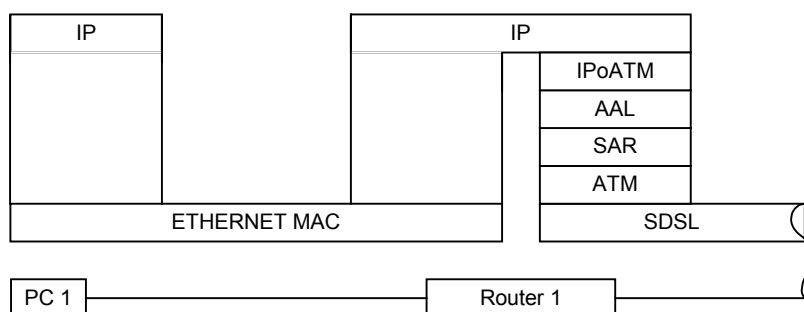 IP
IP
IPoATM
AAL
SAR
ATM
ETHERNET MAC
SDSL
PC 1
Router 1